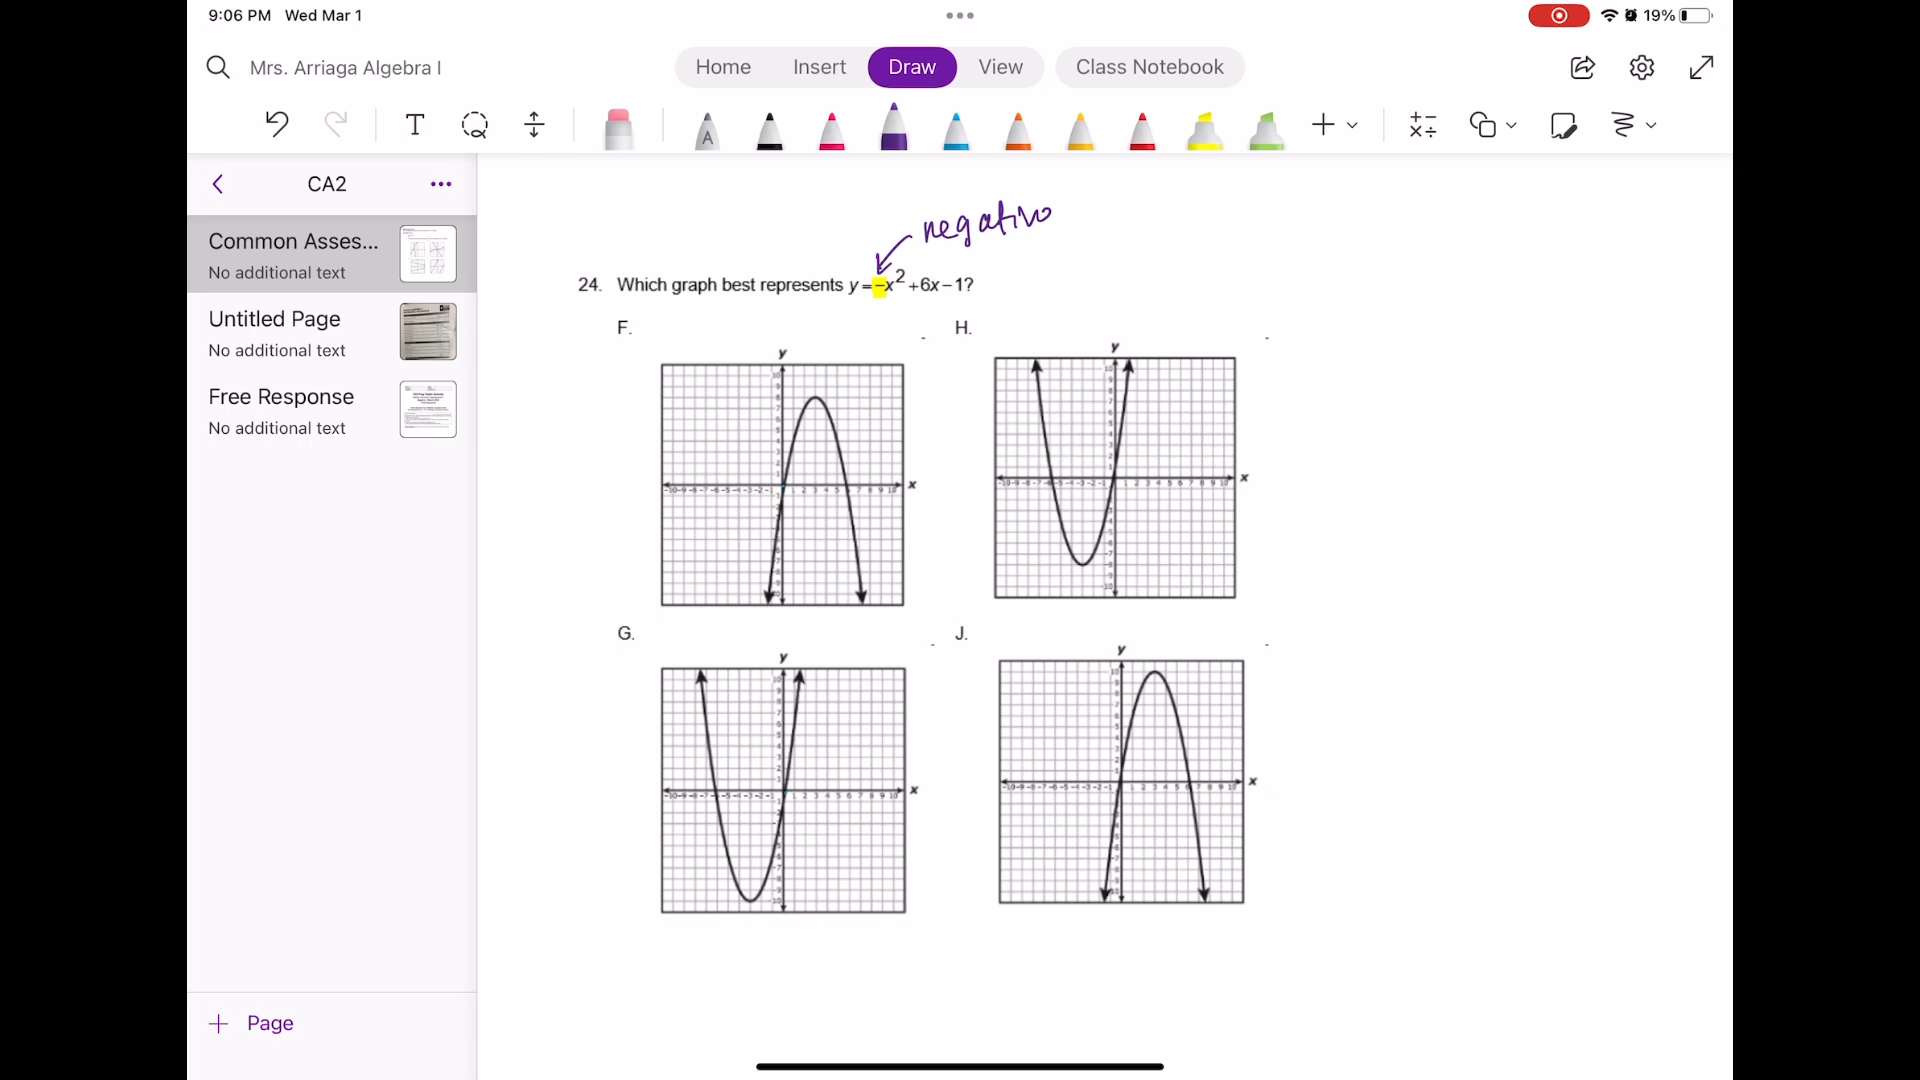 9:06 PM Wed Mar 1
19%
Mrs. Arriaga Algebra I
Home Insert Draw View Class Notebook
T
A
CA2
Common Asses...
No additional text
Untitled Page
No additional text
Free Response
No additional text
Page
negativo
24. Which graph best represents y = -x² + 6x - 1?
F.
y
x
H.
y
x
G.
y
x
J.
y
x